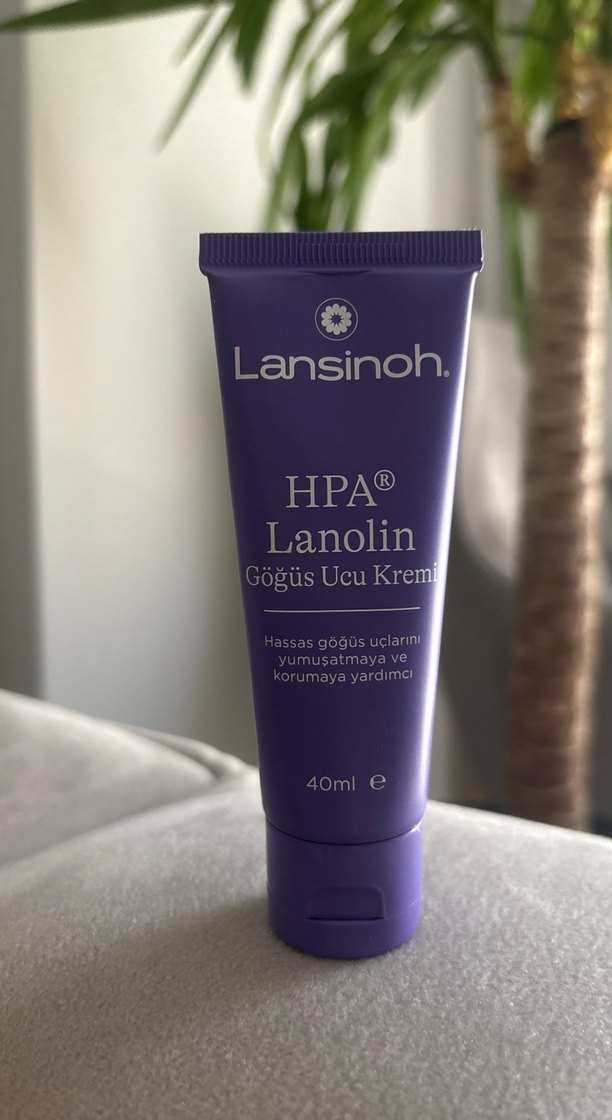 Lansinoh®
HPA®
Lanolin
Göğüs Ucu Kremi
Hassas göğüs uçlarını
yumuşatmaya ve
korumaya yardımcı
40ml ℮